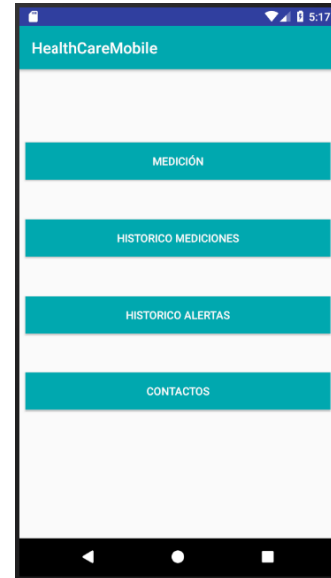 5:17
HealthCareMobile
MEDICIÓN
HISTORICO MEDICIONES
HISTORICO ALERTAS
CONTACTOS